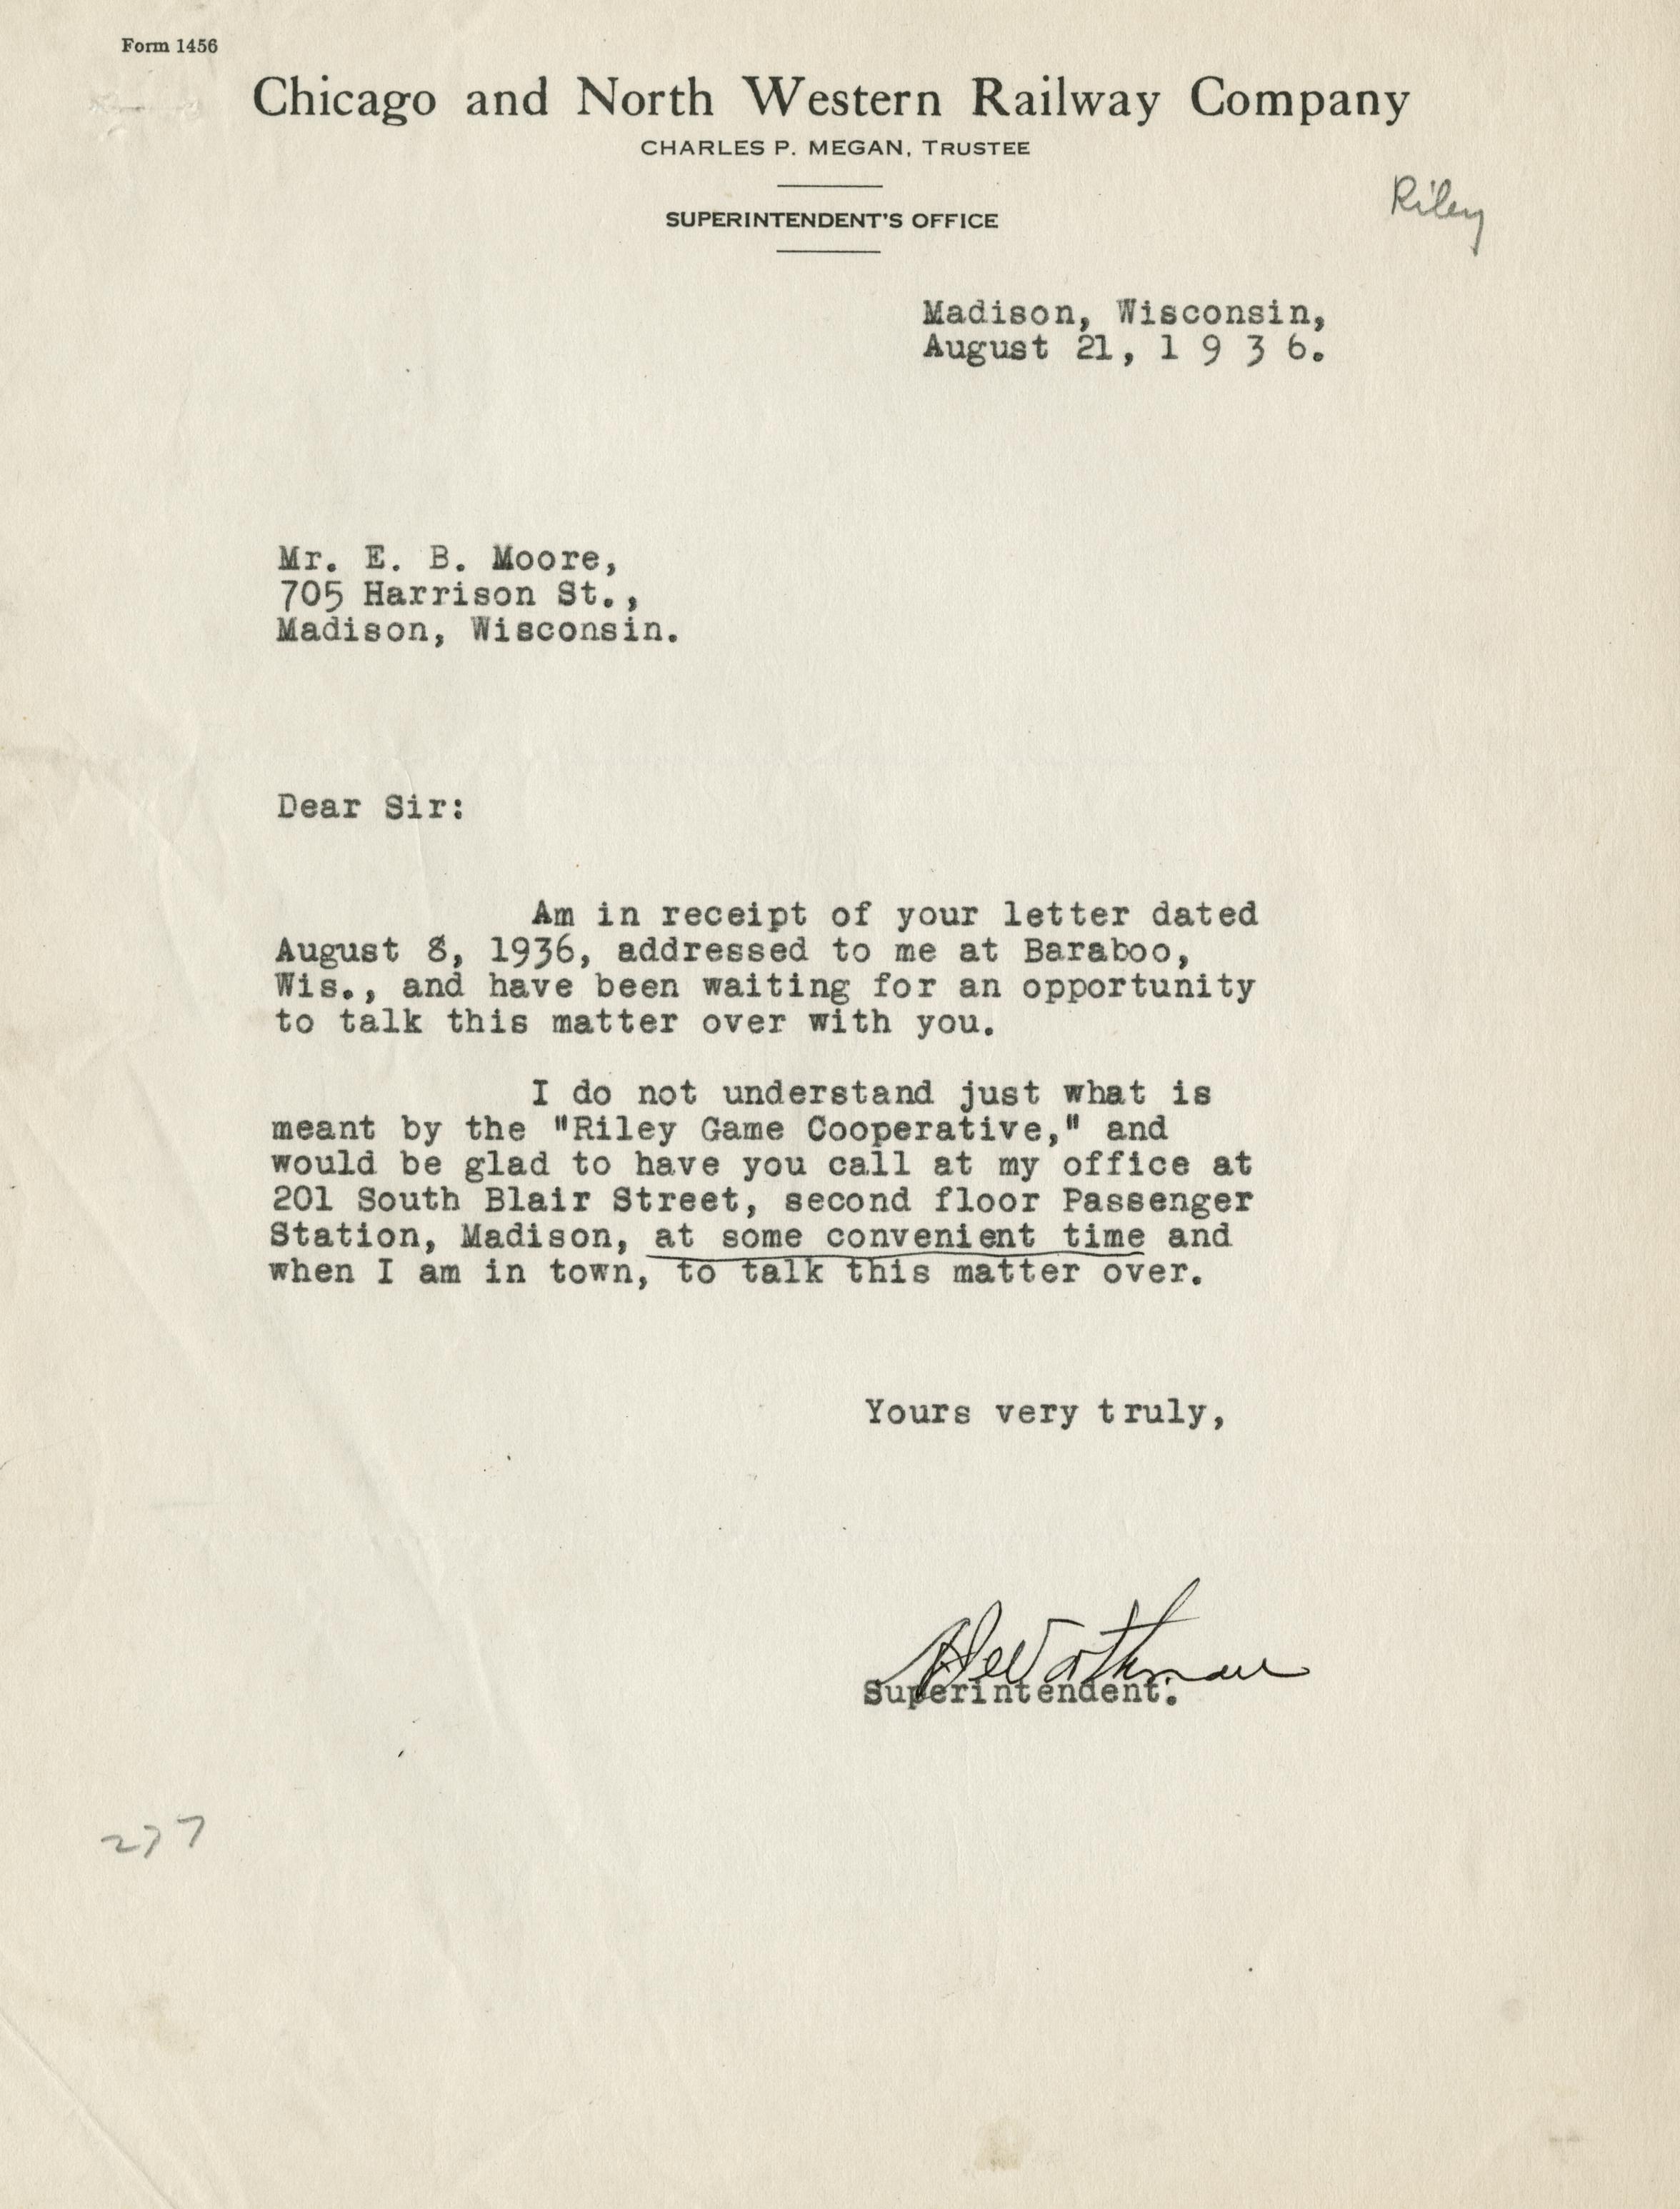 Form 1456
Chicago and North Western Railway Company
CHARLES P. MEGAN, TRUSTEE
SUPERINTENDENT'S OFFICE
Riley
Madison, Wisconsin,
August 21, 1 9 3 6.
Mr. E. B. Moore,
705 Harrison St.,
Madison, Wisconsin.
Dear Sir:
Am in receipt of your letter dated
August 8, 1936, addressed to me at Baraboo,
Wis., and have been waiting for an opportunity
to talk this matter over with you.
I do not understand just what is
meant by the "Riley Game Cooperative," and
would be glad to have you call at my office at
201 South Blair Street, second floor Passenger
Station, Madison, at some convenient time and
when I am in town, to talk this matter over.
Yours very truly,
Superintendent.
277